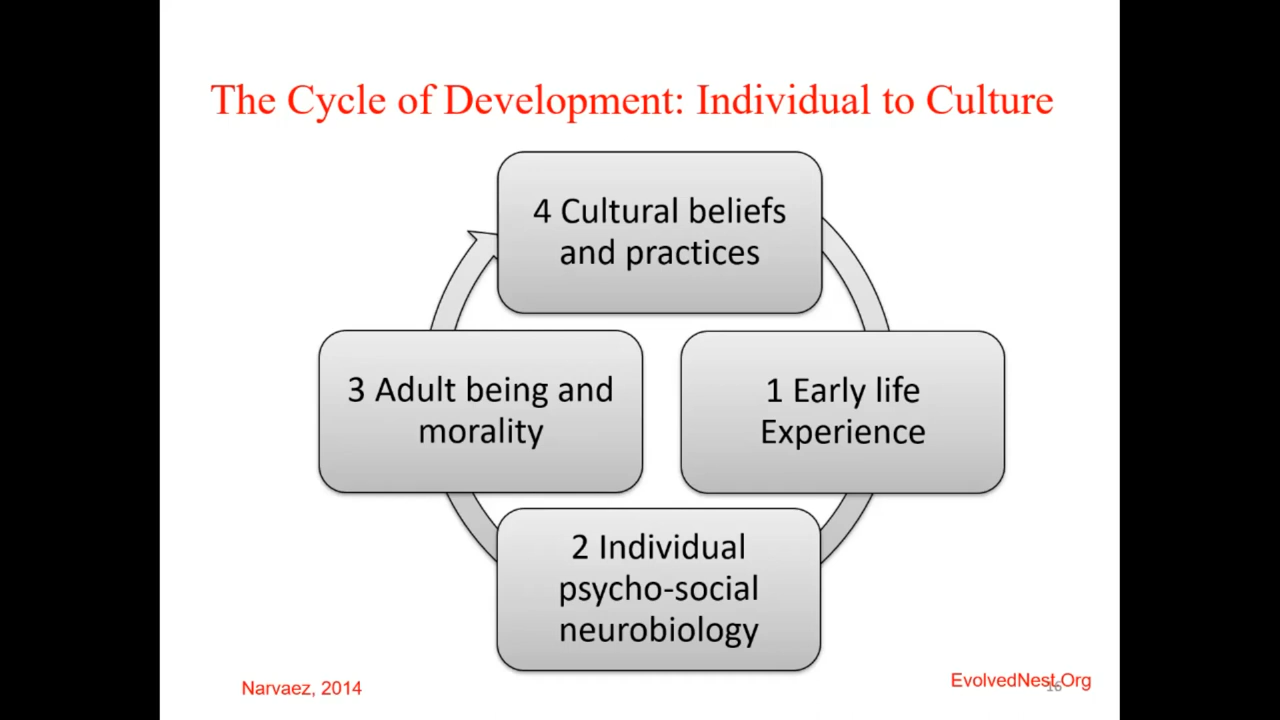 The Cycle of Development: Individual to Culture
4 Cultural beliefs
and practices
3 Adult being and
morality
1 Early life
Experience
2 Individual
psycho-social
neurobiology
Narvaez, 2014
EvolvedNest.Org
16